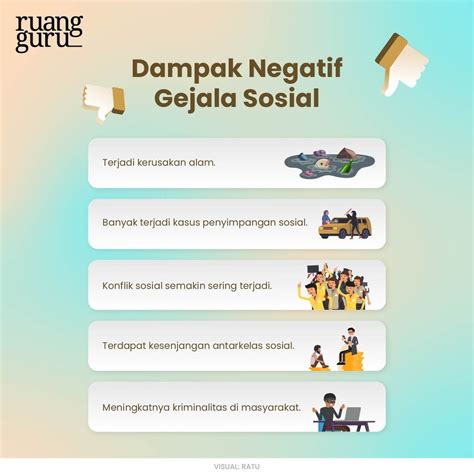 ruang
guru
Dampak Negatif
Gejala Sosial
Terjadi kerusakan alam.
Banyak terjadi kasus penyimpangan sosial.
Konflik sosial semakin sering terjadi.
Terdapat kesenjangan antarkelas sosial.
Meningkatnya kriminalitas di masyarakat.
VISUAL: RATU